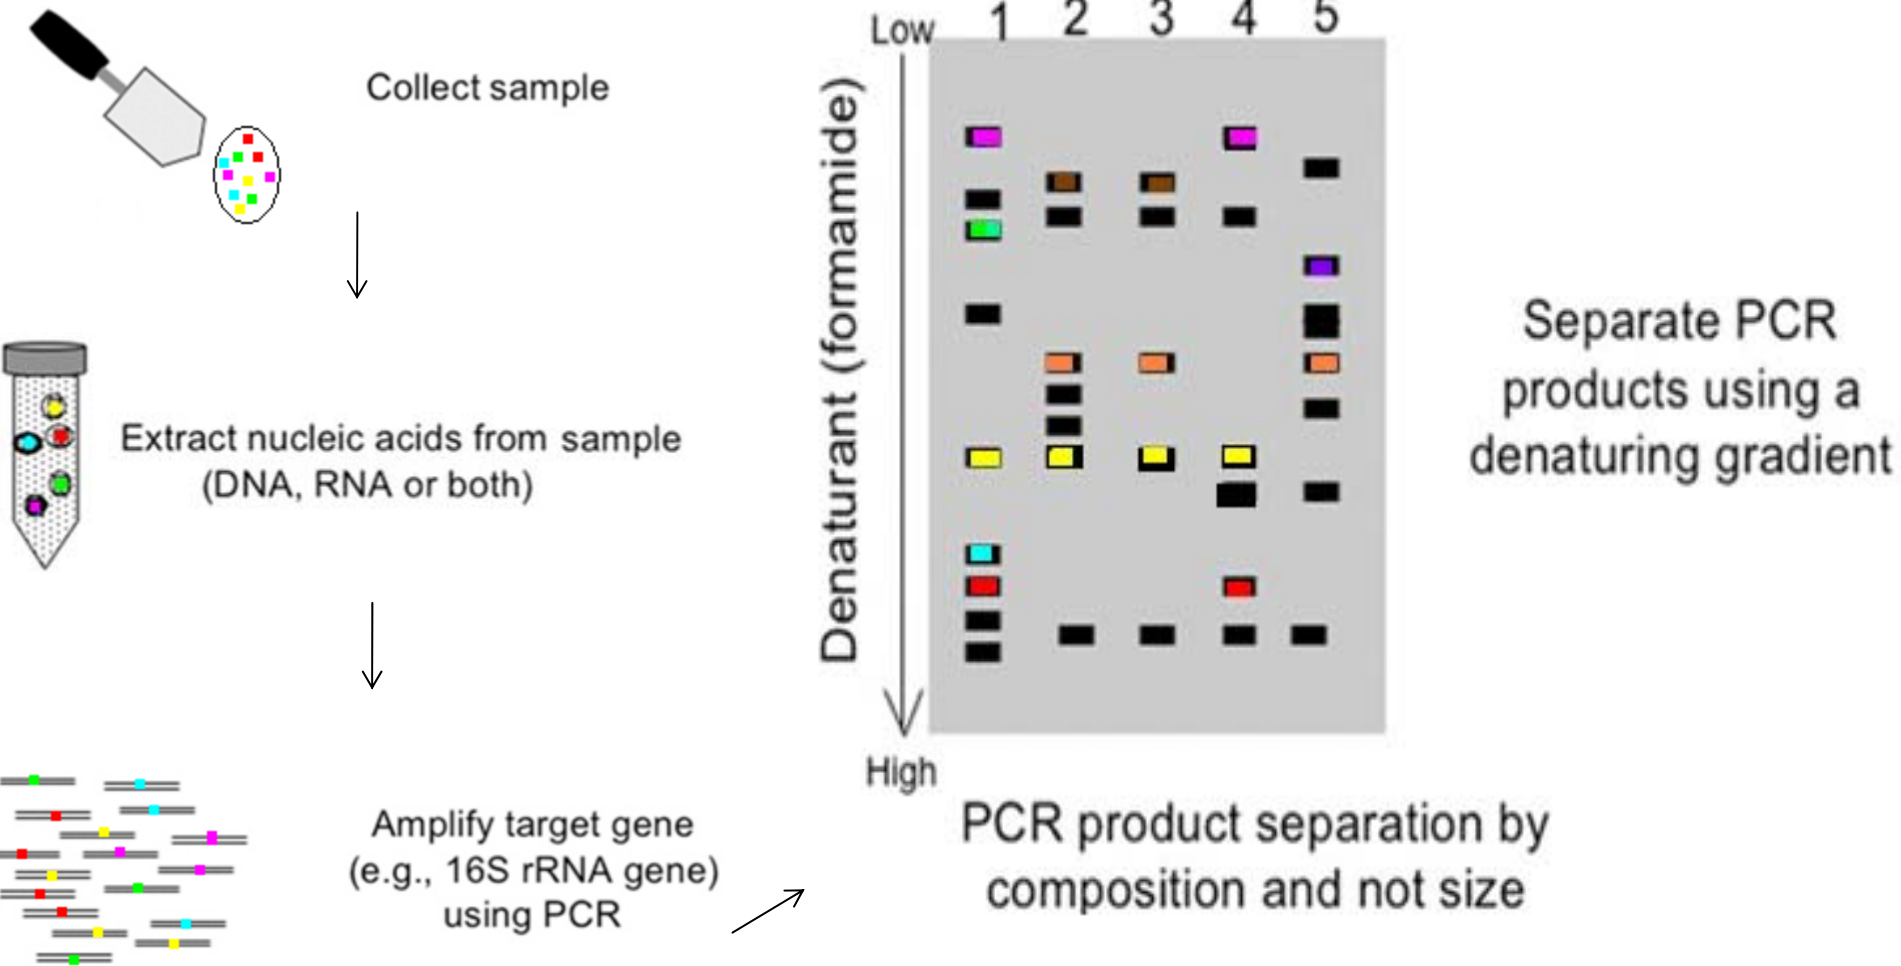 Collect sample
Extract nucleic acids from sample
(DNA, RNA or both)
Amplify target gene
(e.g., 16S rRNA gene)
using PCR
Low
1 2 3 4 5
Denaturant (formamide)
High
Separate PCR
products using a
denaturing gradient
PCR product separation by
composition and not size